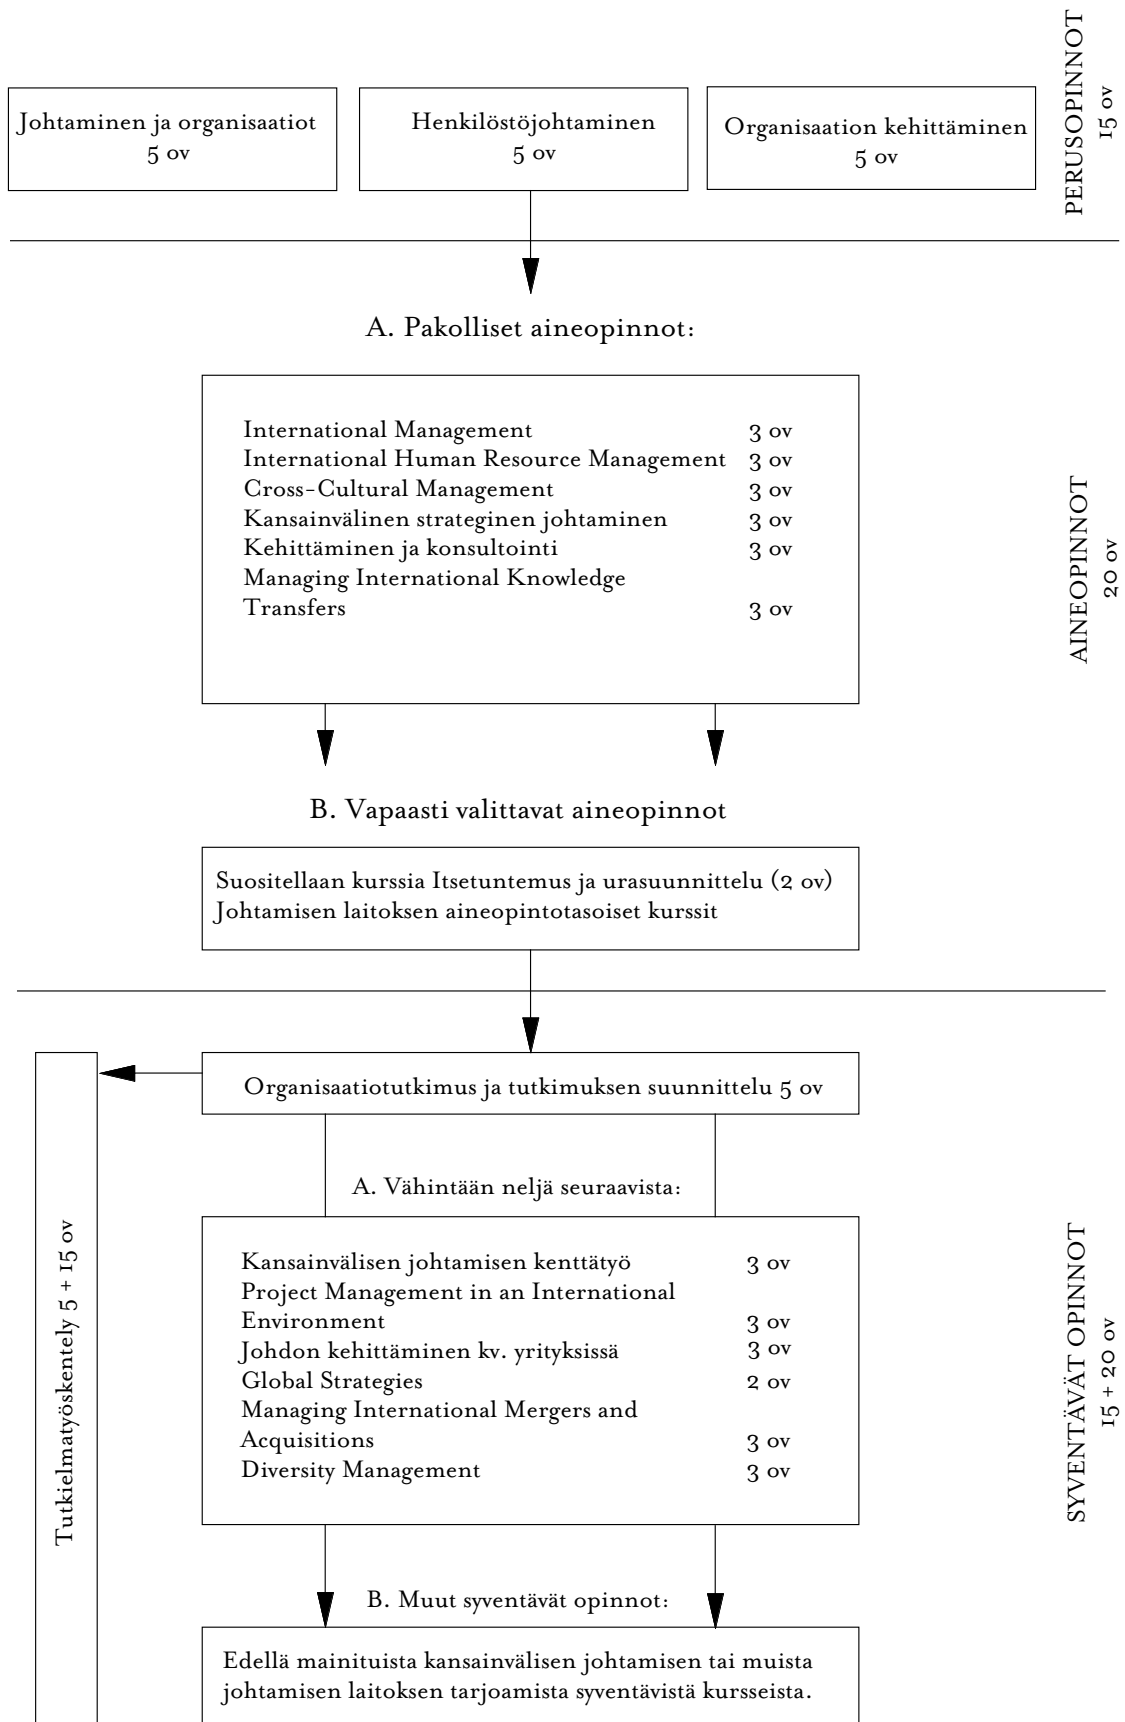 Johtaminen ja organisaatiot
5 ov
Henkilöstöjohtaminen
5 ov
Organisaation kehittäminen
5 ov
PERUSOPINNOT
15 ov
A. Pakolliset aineopinnot:
International Management 3 ov
International Human Resource Management 3 ov
Cross-Cultural Management 3 ov
Kansainvälinen strateginen johtaminen 3 ov
Kehittäminen ja konsultointi 3 ov
Managing International Knowledge
Transfers 3 ov
AINEOPINNOT
20 ov
B. Vapaasti valittavat aineopinnot
Suositellaan kurssia Itsetuntemus ja urasuunnittelu (2 ov)
Johtamisen laitoksen aineopintotasoiset kurssit
Organisaatiotutkimus ja tutkimuksen suunnittelu 5 ov
A. Vähintään neljä seuraavista:
Kansainvälisen johtamisen kenttätyö 3 ov
Project Management in an International
Environment 3 ov
Johdon kehittäminen kv. yrityksissä 3 ov
Global Strategies 2 ov
Managing International Mergers and
Acquisitions 3 ov
Diversity Management 3 ov
Tutkielmatyöskentely 5 + 15 ov
SYVENTÄVÄT OPINNOT
15 + 20 ov
B. Muut syventävät opinnot:
Edellä mainituista kansainvälisen johtamisen tai muista
johtamisen laitoksen tarjoamista syventävistä kursseista.